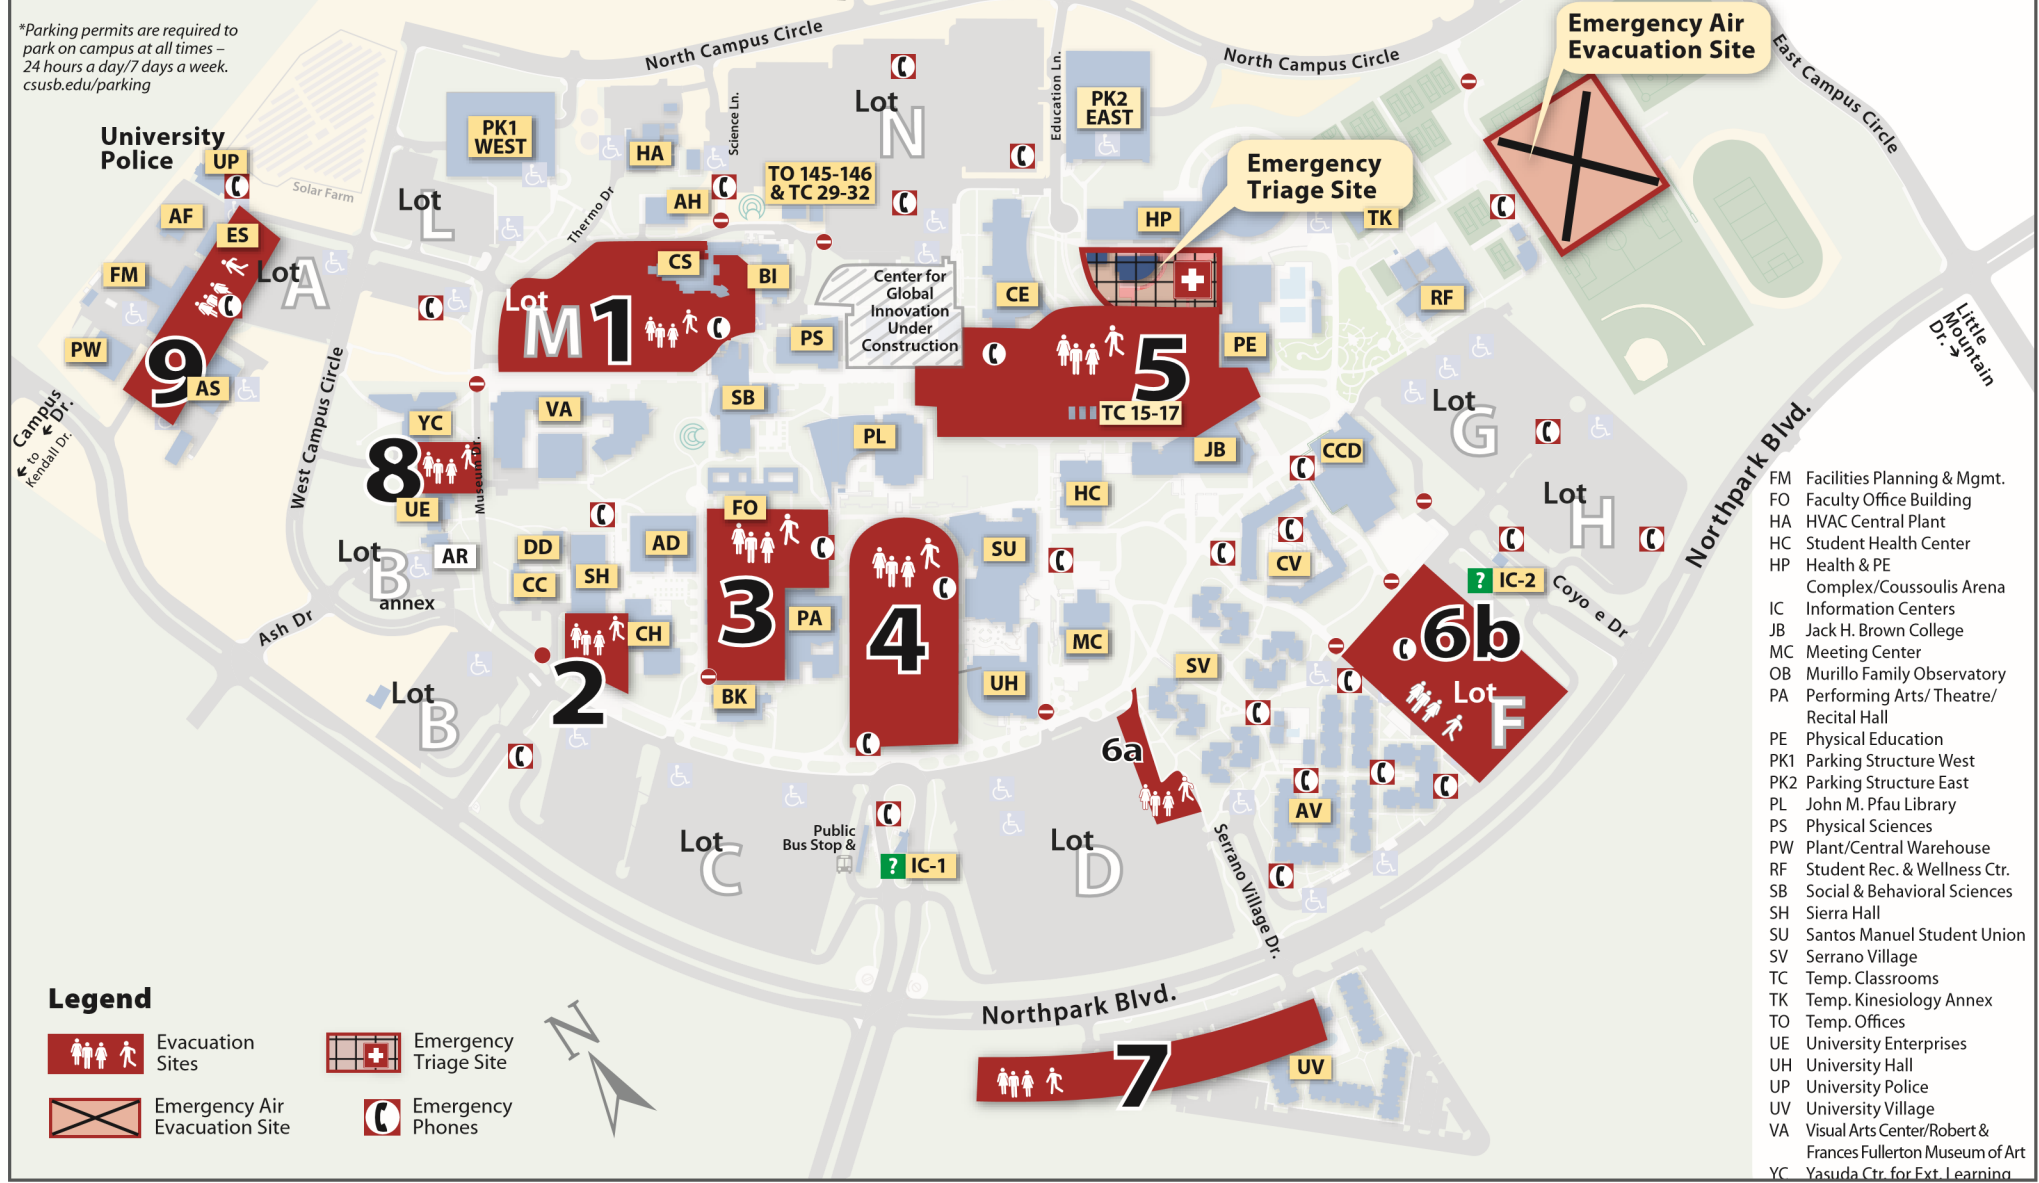 *Parking permits are required to
park on campus at all times –
24 hours a day/7 days a week.
csusb.edu/parking
North Campus Circle
North Campus Circle
East Campus Circle
Emergency Air
Evacuation Site
Emergency
Triage Site
University
Police
UP
AF
ES
FM
PW
AS
9
Lot
A
Solar Farm
Lot
L
PK1
WEST
HA
Science Ln.
Thermo Dr
AH
TO 145-146
& TC 29-32
Lot
N
Education Ln.
PK2
EAST
HP
TK
RF
CS
BI
Lot
M
1
PS
Center for
Global
Innovation
Under
Construction
CE
5
PE
TC 15-17
JB
CCD
Lot
G
Lot
H
Little
Mountain
Dr.
Northpark Blvd.
Campus
Dr.
to
Kendall Dr.
West Campus Circle
YC
8
UE
Museum Dr.
VA
SB
PL
HC
Lot
B
annex
AR
DD
CC
SH
AD
FO
3
PA
4
SU
CV
IC-2
?
Coyo e Dr
Ash Dr
CH
2
BK
UH
MC
SV
6a
6b
Lot
F
Lot
B
Lot
C
Public
Bus Stop &
?
IC-1
Lot
D
AV
Serrano Village Dr.
Northpark Blvd.
7
UV
Legend
Evacuation
Sites
Emergency
Triage Site
Emergency Air
Evacuation Site
Emergency
Phones
N
FM Facilities Planning & Mgmt.
FO Faculty Office Building
HA HVAC Central Plant
HC Student Health Center
HP Health & PE
Complex/Coussoulis Arena
IC Information Centers
JB Jack H. Brown College
MC Meeting Center
OB Murillo Family Observatory
PA Performing Arts/ Theatre/
Recital Hall
PE Physical Education
PK1 Parking Structure West
PK2 Parking Structure East
PL John M. Pfau Library
PS Physical Sciences
PW Plant/Central Warehouse
RF Student Rec. & Wellness Ctr.
SB Social & Behavioral Sciences
SH Sierra Hall
SU Santos Manuel Student Union
SV Serrano Village
TC Temp. Classrooms
TK Temp. Kinesiology Annex
TO Temp. Offices
UE University Enterprises
UH University Hall
UP University Police
UV University Village
VA Visual Arts Center/Robert &
Frances Fullerton Museum of Art
YC Yasuda Ctr. for Ext. Learning